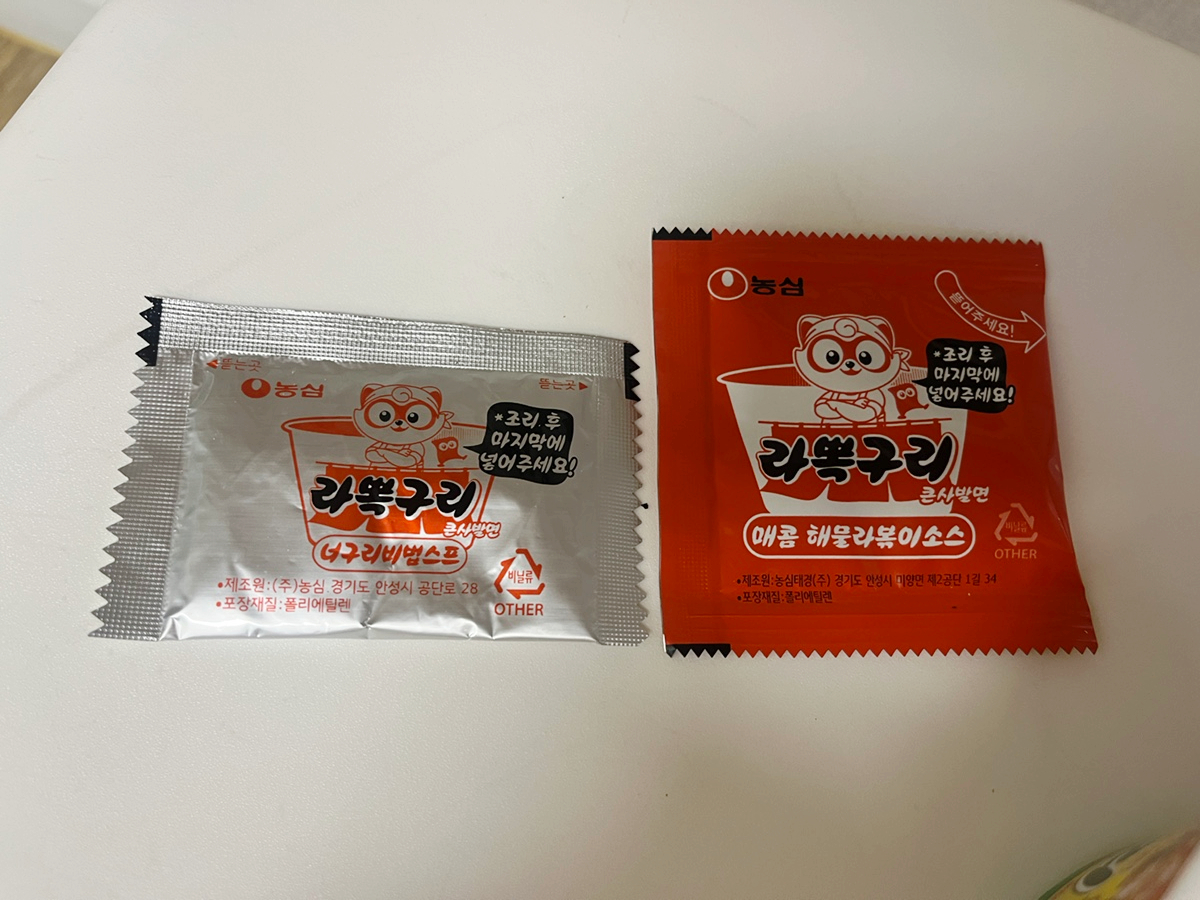 뜯는곳
뜯는곳
농심
*조리 후
마지막에
넣어주세요!
라뽁구리
큰사발면
너구리비법스프
•제조원:(주)농심 경기도 안성시 공단로 28
•포장재질:폴리에틸렌
비닐류
OTHER
농심
뜯어주세요!
*조리 후
마지막에
넣어주세요!
라뽁구리
큰사발면
매콤 해물라볶이소스
•제조원:농심태경(주) 경기도 안성시 미양면 제2공단 1길 34
•포장재질:폴리에틸렌
비닐류
OTHER